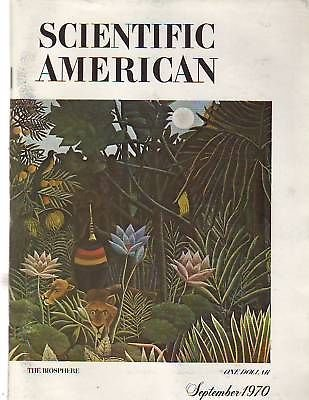 SCIENTIFIC
AMERICAN
THE BIOSPHERE
ONE DOLLAR
September 1970